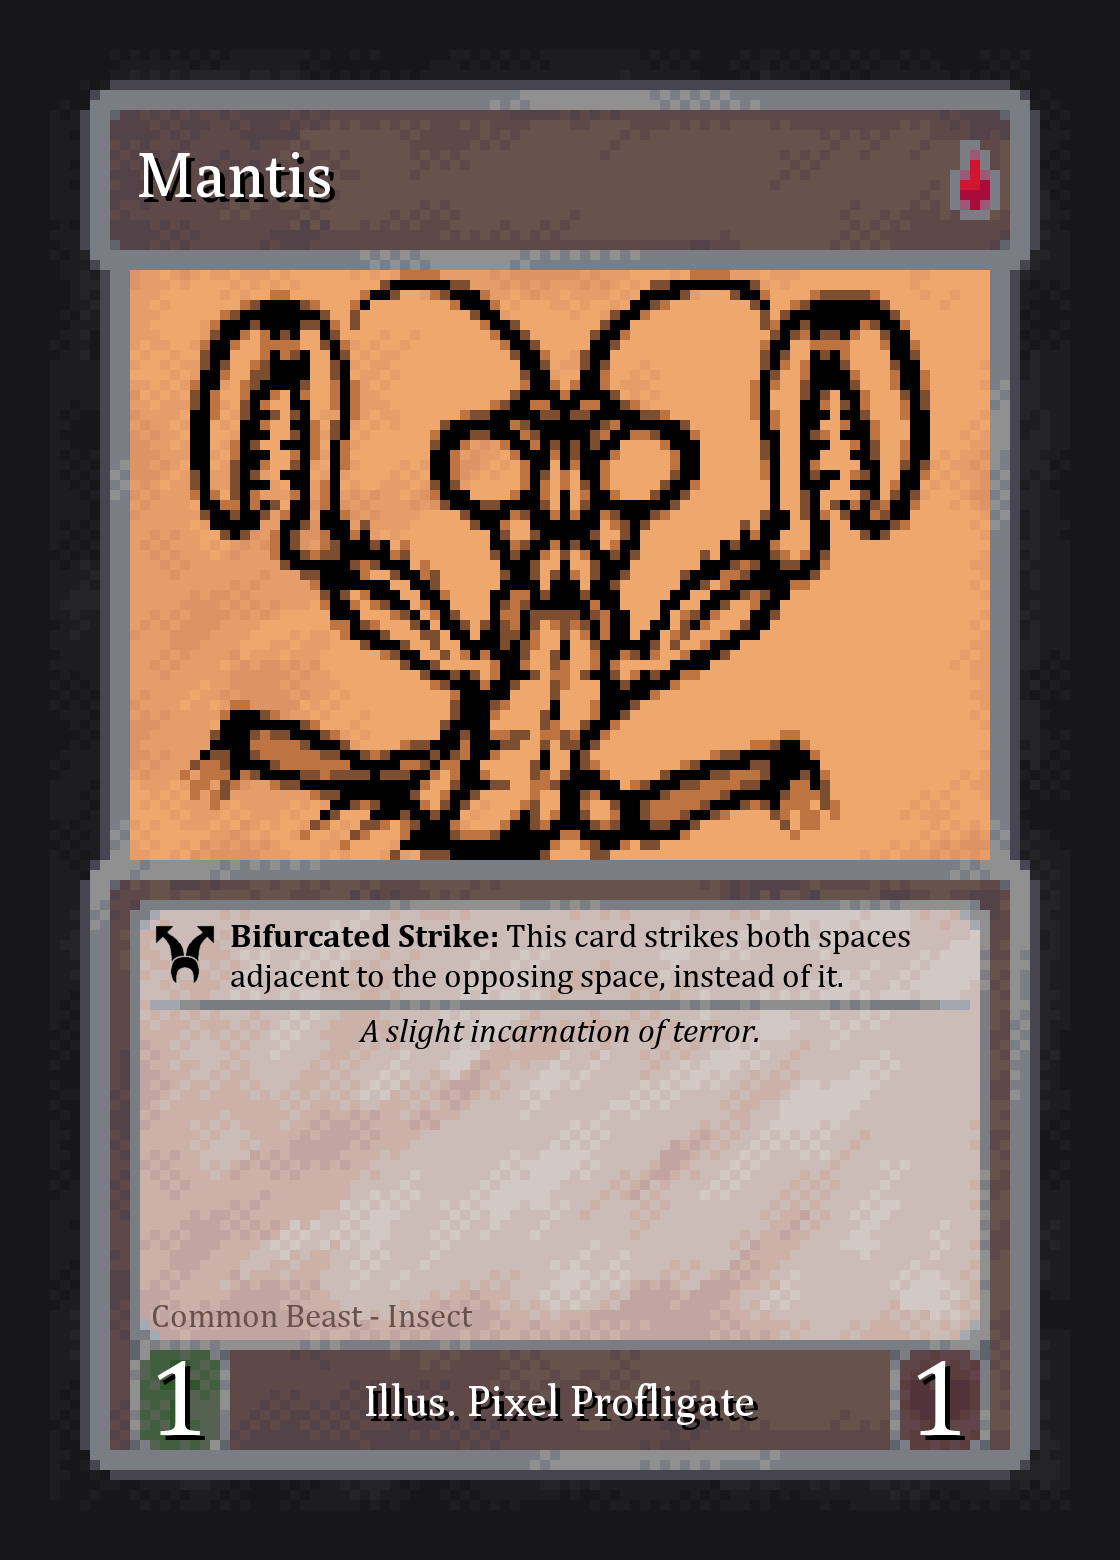 Mantis
Bifurcated Strike: This card strikes both spaces
adjacent to the opposing space, instead of it.
A slight incarnation of terror.
Common Beast - Insect
1
Illus. Pixel Profligate
1